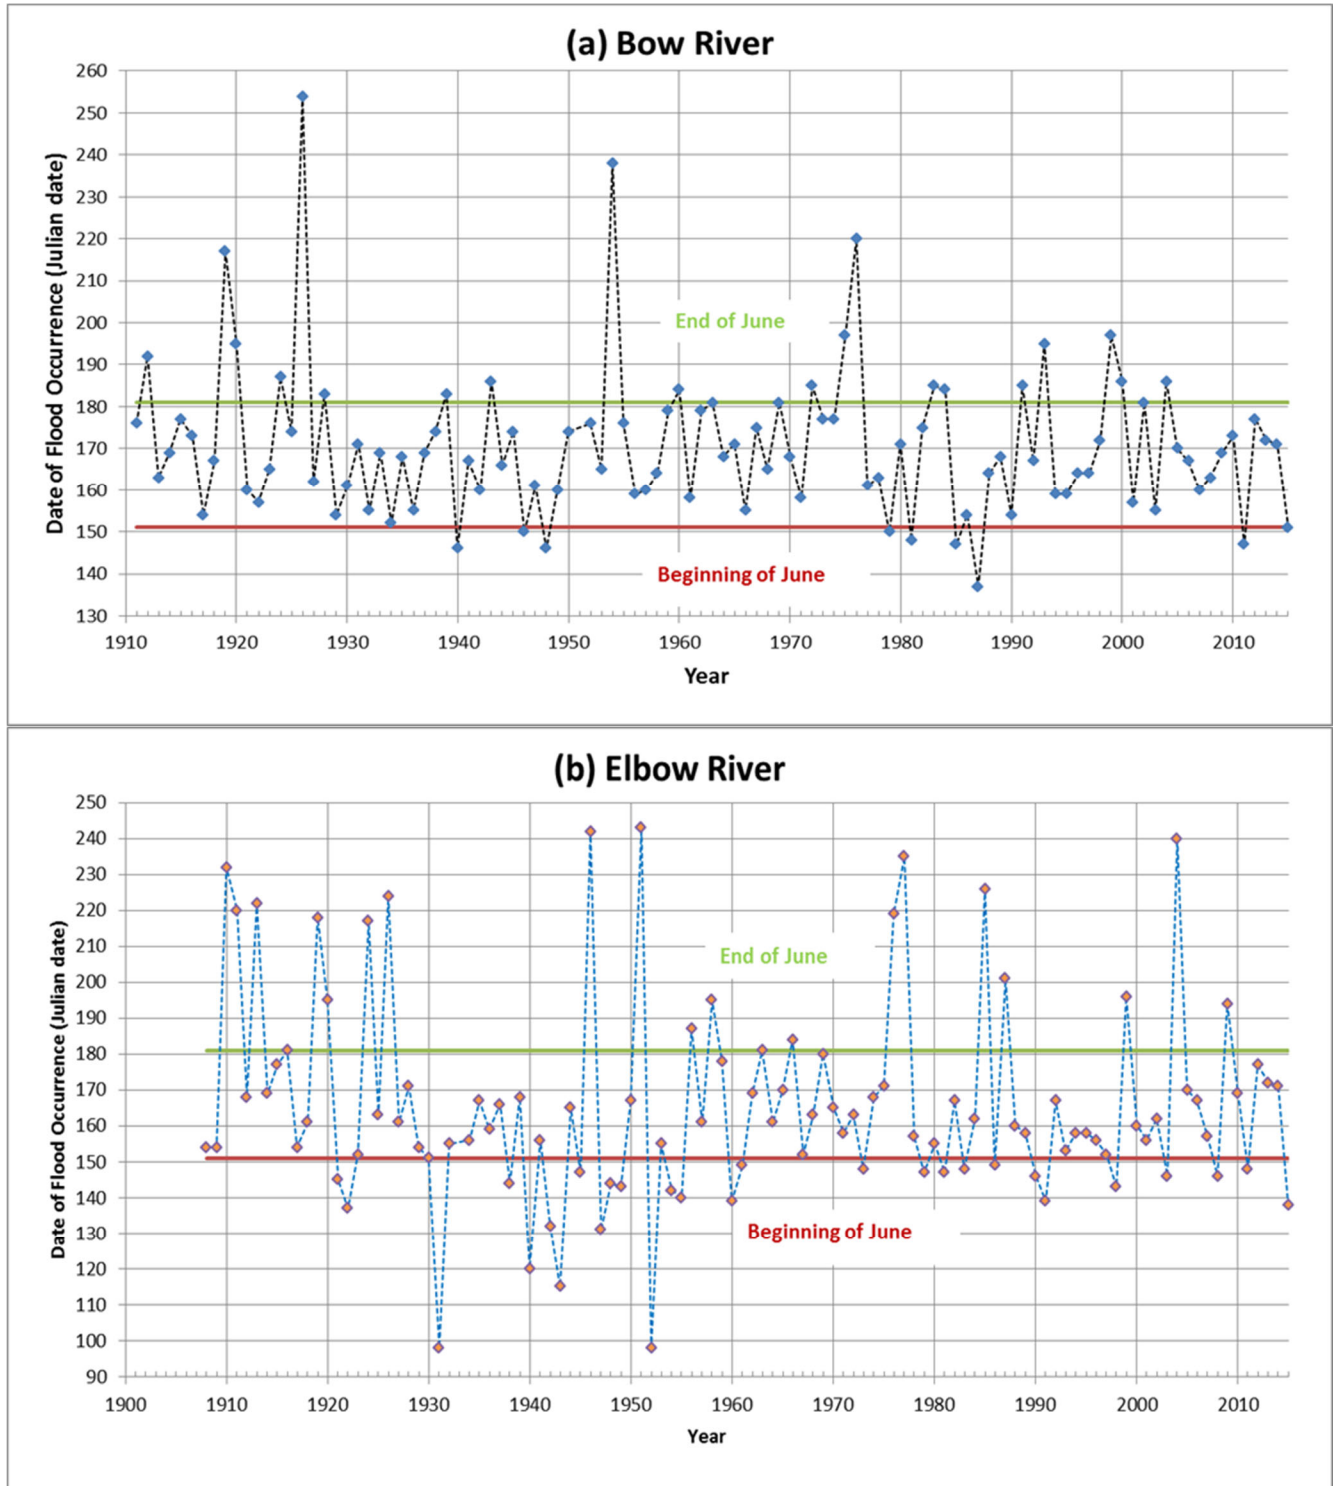 (a) Bow River
260
250
240
230
220
210
200
190
180
170
160
150
140
130
Date of Flood Occurrence (Julian date)
End of June
Beginning of June
1910 1920 1930 1940 1950 1960 1970 1980 1990 2000 2010
Year
(b) Elbow River
250
240
230
220
210
200
190
180
170
160
150
140
130
120
110
100
90
Date of Flood Occurrence (Julian date)
End of June
Beginning of June
1900 1910 1920 1930 1940 1950 1960 1970 1980 1990 2000 2010
Year